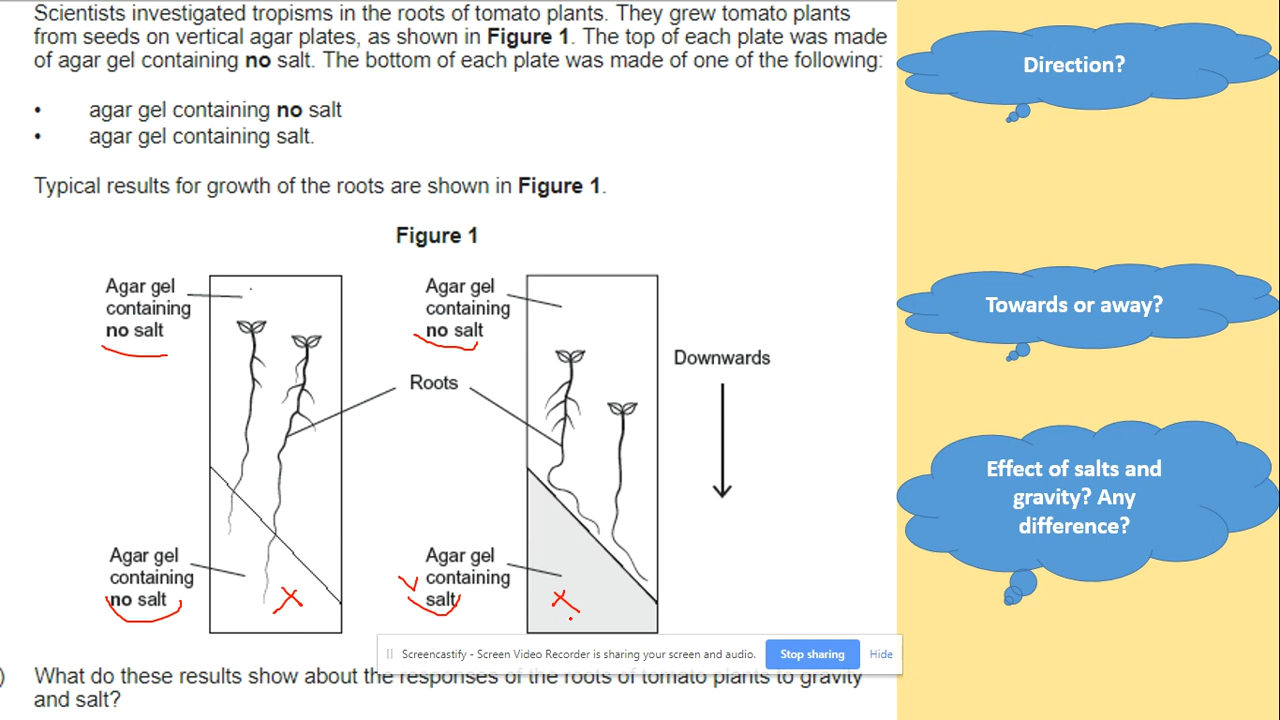 Scientists investigated tropisms in the roots of tomato plants. They grew tomato plants
from seeds on vertical agar plates, as shown in Figure 1. The top of each plate was made
of agar gel containing no salt. The bottom of each plate was made of one of the following:
• agar gel containing no salt
• agar gel containing salt.
Typical results for growth of the roots are shown in Figure 1.
Figure 1
Agar gel
containing
no salt
Agar gel
containing
no salt
Downwards
Roots
Agar gel
containing
no salt
Agar gel
containing
salt
Screencastify - Screen Video Recorder is sharing your screen and audio.
Stop sharing
Hide
) What do these results show about the responses of the roots of tomato plants to gravity
and salt?
Direction?
Towards or away?
Effect of salts and
gravity? Any
difference?